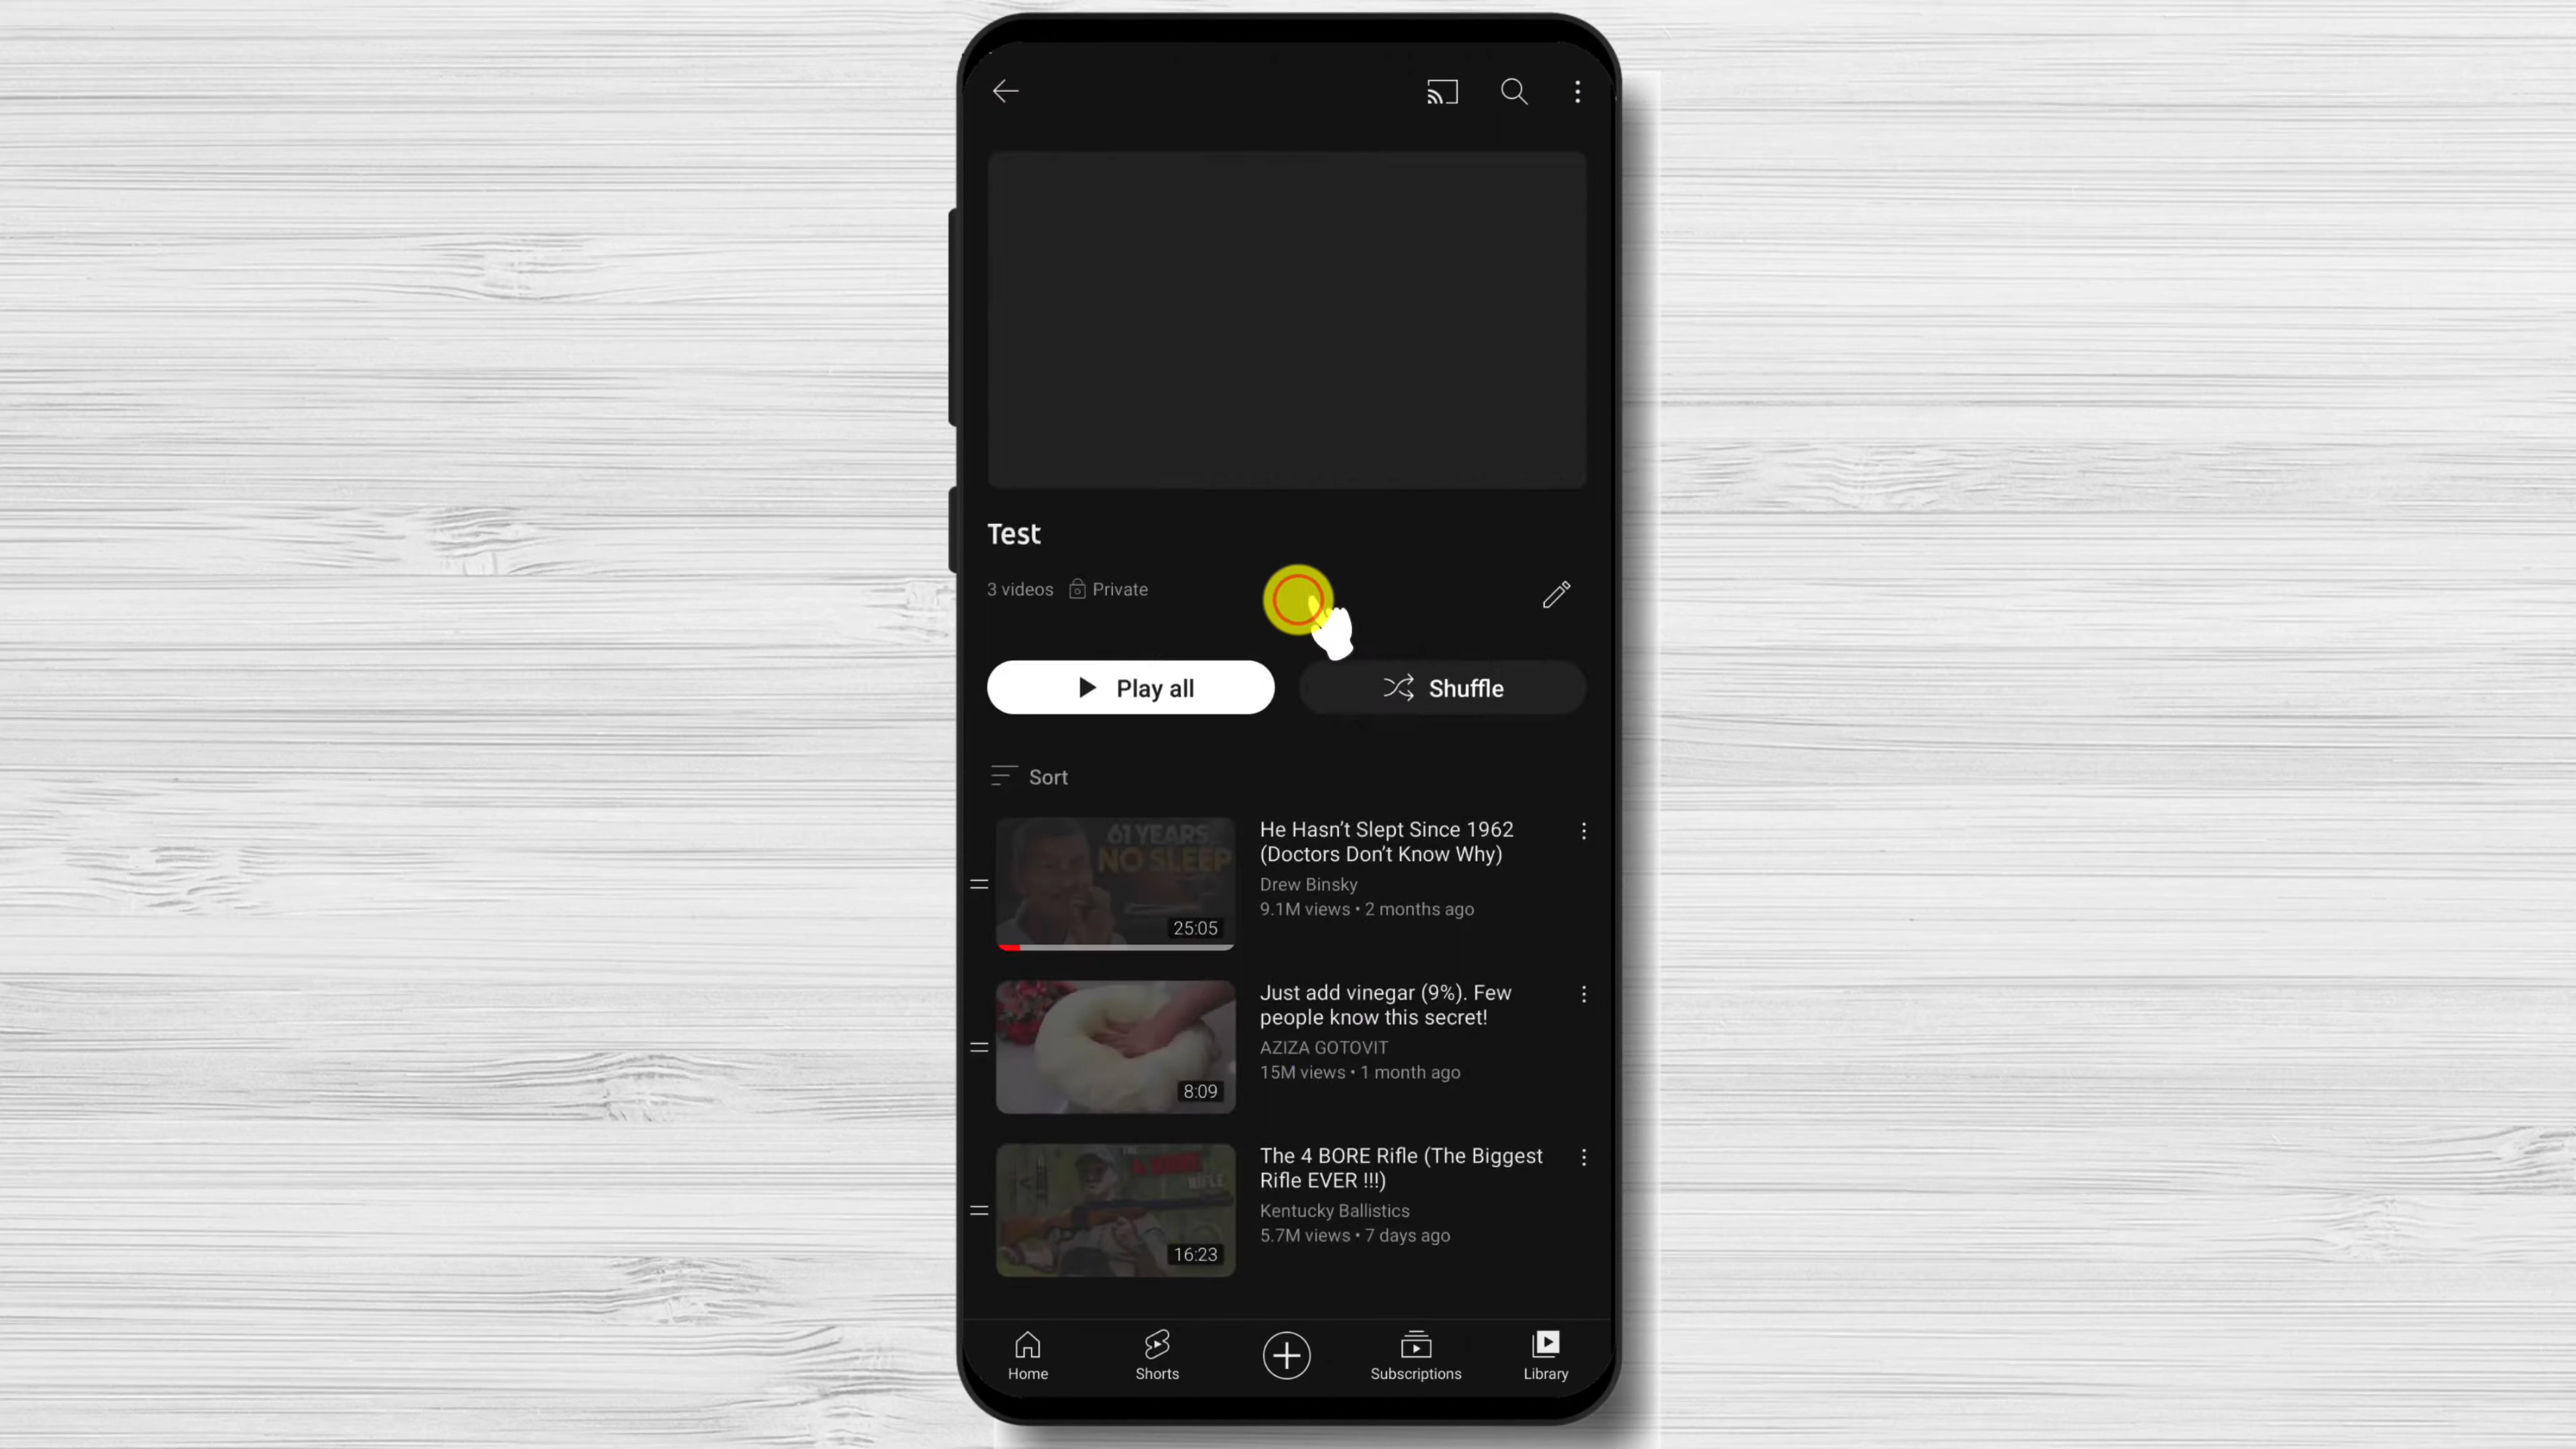 Test
3 videos Private
Play all
Shuffle
Sort
61 YEARS
NO SLEEP
25:05
He Hasn't Slept Since 1962
(Doctors Don't Know Why)
Drew Binsky
9.1M views • 2 months ago
8:09
Just add vinegar (9%). Few
people know this secret!
AZIZA GOTOVIT
15M views • 1 month ago
RIFLE
16:23
The 4 BORE Rifle (The Biggest
Rifle EVER !!!)
Kentucky Ballistics
5.7M views • 7 days ago
Home
Shorts
Subscriptions
Library